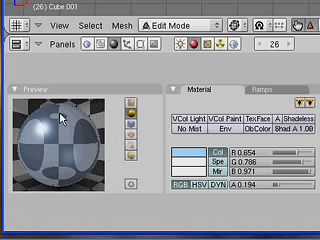 (26) Cube.001
View Select Mesh Edit Mode
Panels 26
Preview
Material Ramps
VCol Light VCol Paint TexFace A Shadeless
No Mist Env ObColor Shad A 1.00
Col R 0.654
Spe G 0.786
Mir B 0.971
RGB HSV DYN A 0.194